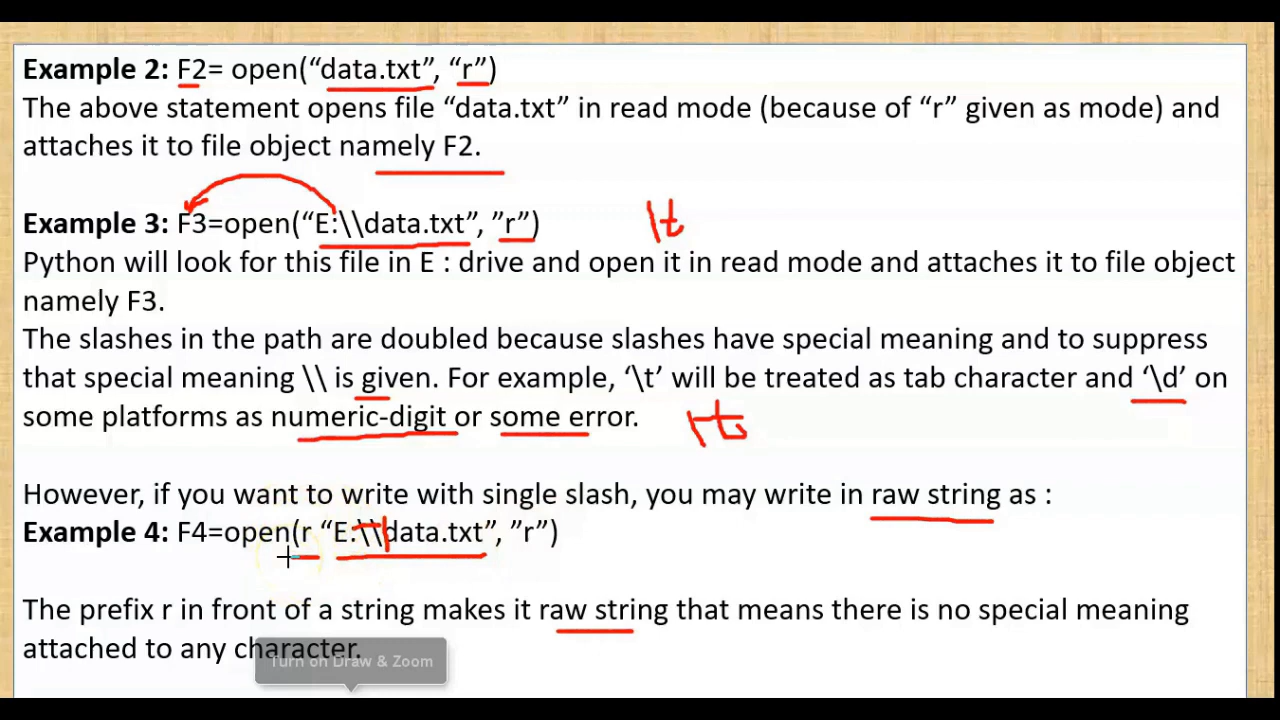 Example 2: F2= open(“data.txt”, “r”)
The above statement opens file “data.txt” in read mode (because of “r” given as mode) and
attaches it to file object namely F2.
Example 3: F3=open(“E:\\data.txt”, ”r”)
Python will look for this file in E : drive and open it in read mode and attaches it to file object
namely F3.
The slashes in the path are doubled because slashes have special meaning and to suppress
that special meaning \\ is given. For example, ‘\t’ will be treated as tab character and ‘\d’ on
some platforms as numeric-digit or some error.
However, if you want to write with single slash, you may write in raw string as :
Example 4: F4=open(r “E:\\data.txt”, ”r”)
The prefix r in front of a string makes it raw string that means there is no special meaning
attached to any character.
Turn on Draw & Zoom